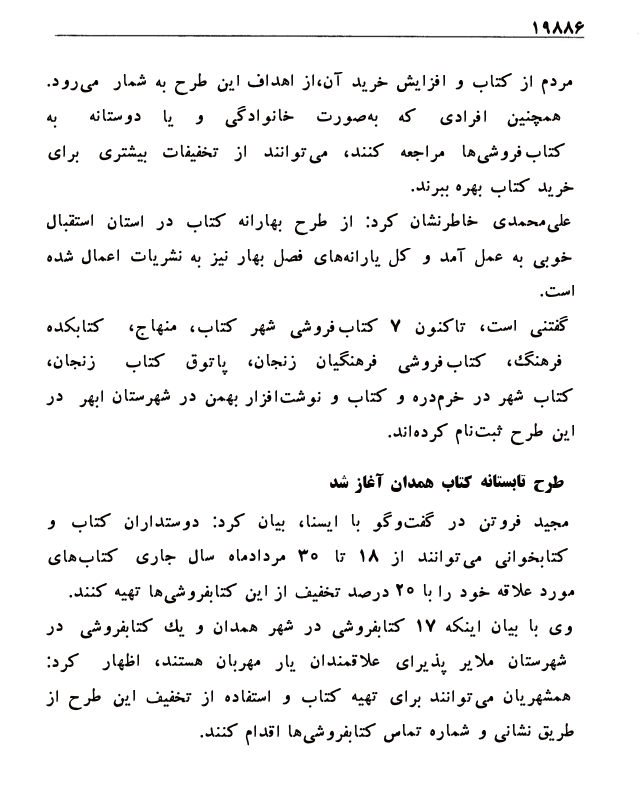 ۱۹۸۸۶
مردم از کتاب و افزایش خرید آن،از اهداف این طرح به شمار می‌رود.
همچنین افرادی که به‌صورت خانوادگی و یا دوستانه به
کتاب‌فروشی‌ها مراجعه کنند، می‌توانند از تخفیفات بیشتری برای
خرید کتاب بهره ببرند.
علی‌محمدی خاطرنشان کرد: از طرح بهارانه کتاب در استان استقبال
خوبی به عمل آمد و کل یارانه‌های فصل بهار نیز به نشریات اعمال شده
است.
گفتنی است، تاکنون ۷ کتاب‌فروشی شهر کتاب، منهاج، کتابکده
فرهنگ، کتاب‌فروشی فرهنگیان زنجان، پاتوق کتاب زنجان،
کتاب شهر در خرم‌دره و کتاب و نوشت‌افزار بهمن در شهرستان ابهر در
این طرح ثبت‌نام کرده‌اند.
طرح تابستانه کتاب همدان آغاز شد
مجید فروتن در گفت‌وگو با ایسنا، بیان کرد: دوستداران کتاب و
کتابخوانی می‌توانند از ۱۸ تا ۳۰ مردادماه سال جاری کتاب‌های
مورد علاقه خود را با ۲۰ درصد تخفیف از این کتابفروشی‌ها تهیه کنند.
وی با بیان اینکه ۱۷ کتابفروشی در شهر همدان و یك کتابفروشی در
شهرستان ملایر پذیرای علاقمندان یار مهربان هستند، اظهار کرد:
همشهریان می‌توانند برای تهیه کتاب و استفاده از تخفیف این طرح از
طریق نشانی و شماره تماس کتابفروشی‌ها اقدام کنند.